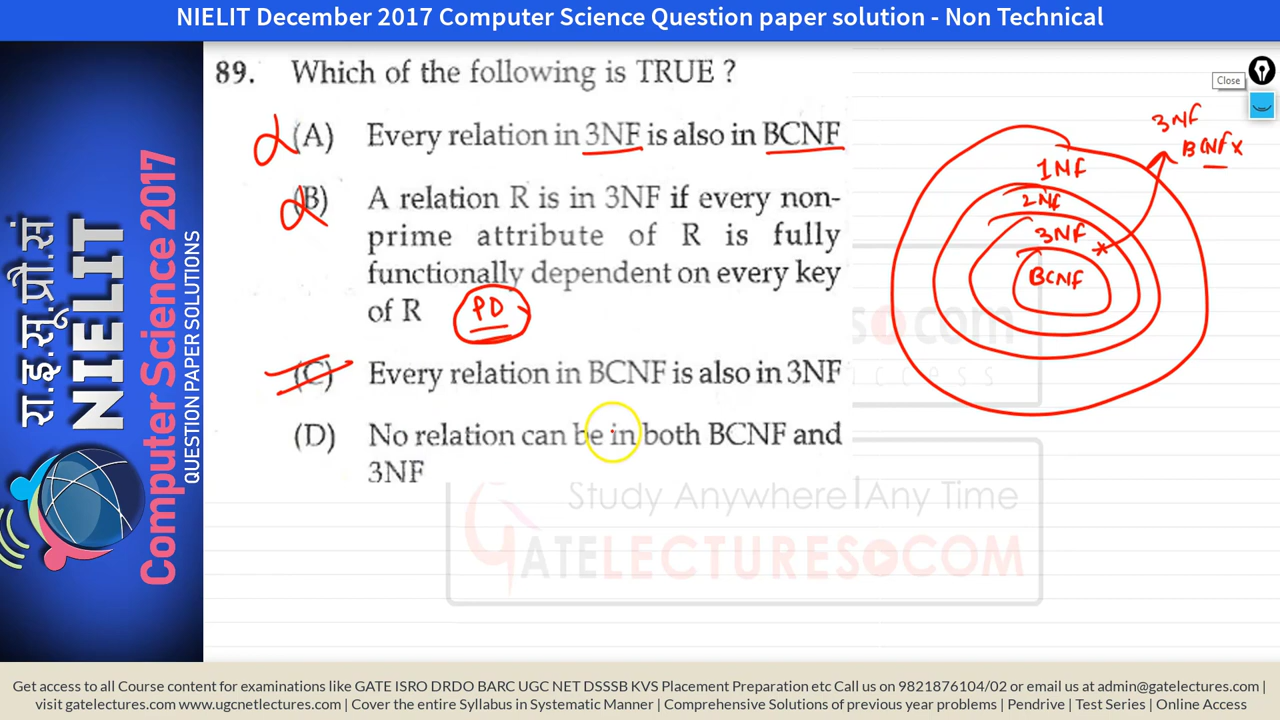 NIELIT December 2017 Computer Science Question paper solution - Non Technical
रा.इ.सू.प्रौ.सं
NIELIT
Computer Science 2017
QUESTION PAPER SOLUTIONS
89. Which of the following is TRUE ?
(A) Every relation in 3NF is also in BCNF
(B) A relation R is in 3NF if every non-
prime attribute of R is fully
functionally dependent on every key
of R
PD
(C) Every relation in BCNF is also in 3NF
(D) No relation can be in both BCNF and
3NF
Close
3NF
BCNF x
1NF
2NF
3NF
BCNF
com
ccess
Study Anywhere Any Time
GATELECTURES.COM
Get access to all Course content for examinations like GATE ISRO DRDO BARC UGC NET DSSSB KVS Placement Preparation etc Call us on 9821876104/02 or email us at admin@gatelectures.com |
visit gatelectures.com www.ugcnetlectures.com | Cover the entire Syllabus in Systematic Manner | Comprehensive Solutions of previous year problems | Pendrive | Test Series | Online Access